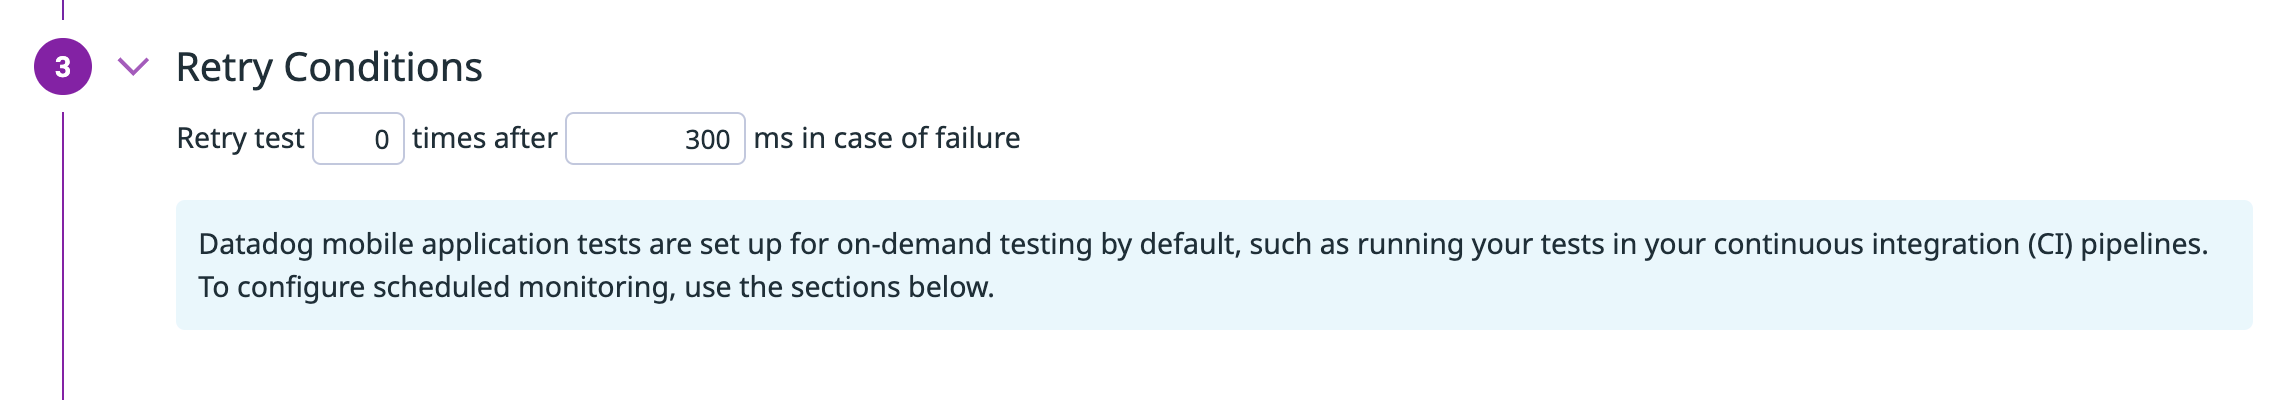 3 Retry Conditions
Retry test 0 times after 300 ms in case of failure
Datadog mobile application tests are set up for on-demand testing by default, such as running your tests in your continuous integration (CI) pipelines.
To configure scheduled monitoring, use the sections below.